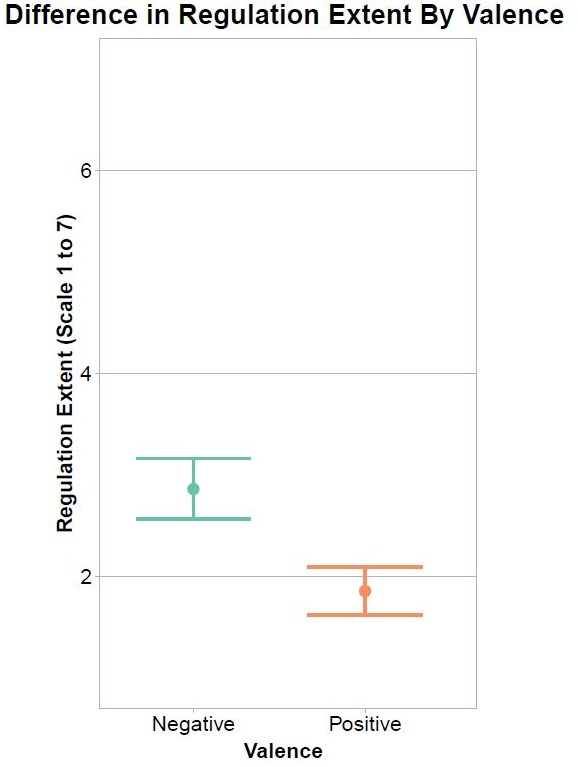 Difference in Regulation Extent By Valence
Regulation Extent (Scale 1 to 7)
6
4
2
Negative
Positive
Valence